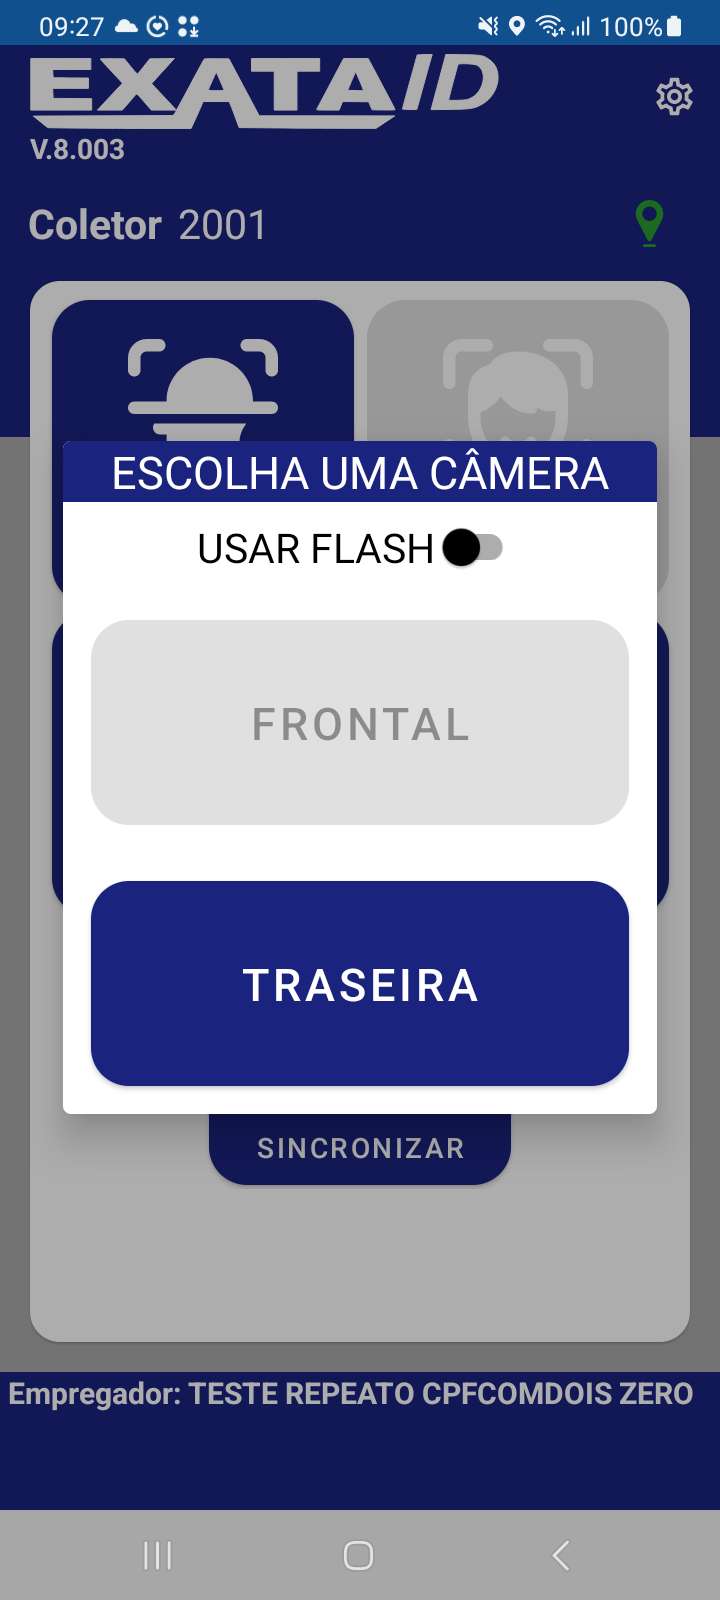 09:27
100%
EXATAID
V.8.003
Coletor 2001
ESCOLHA UMA CÂMERA
USAR FLASH
FRONTAL
TRASEIRA
SINCRONIZAR
Empregador: TESTE REPEATO CPFCOMDOIS ZERO